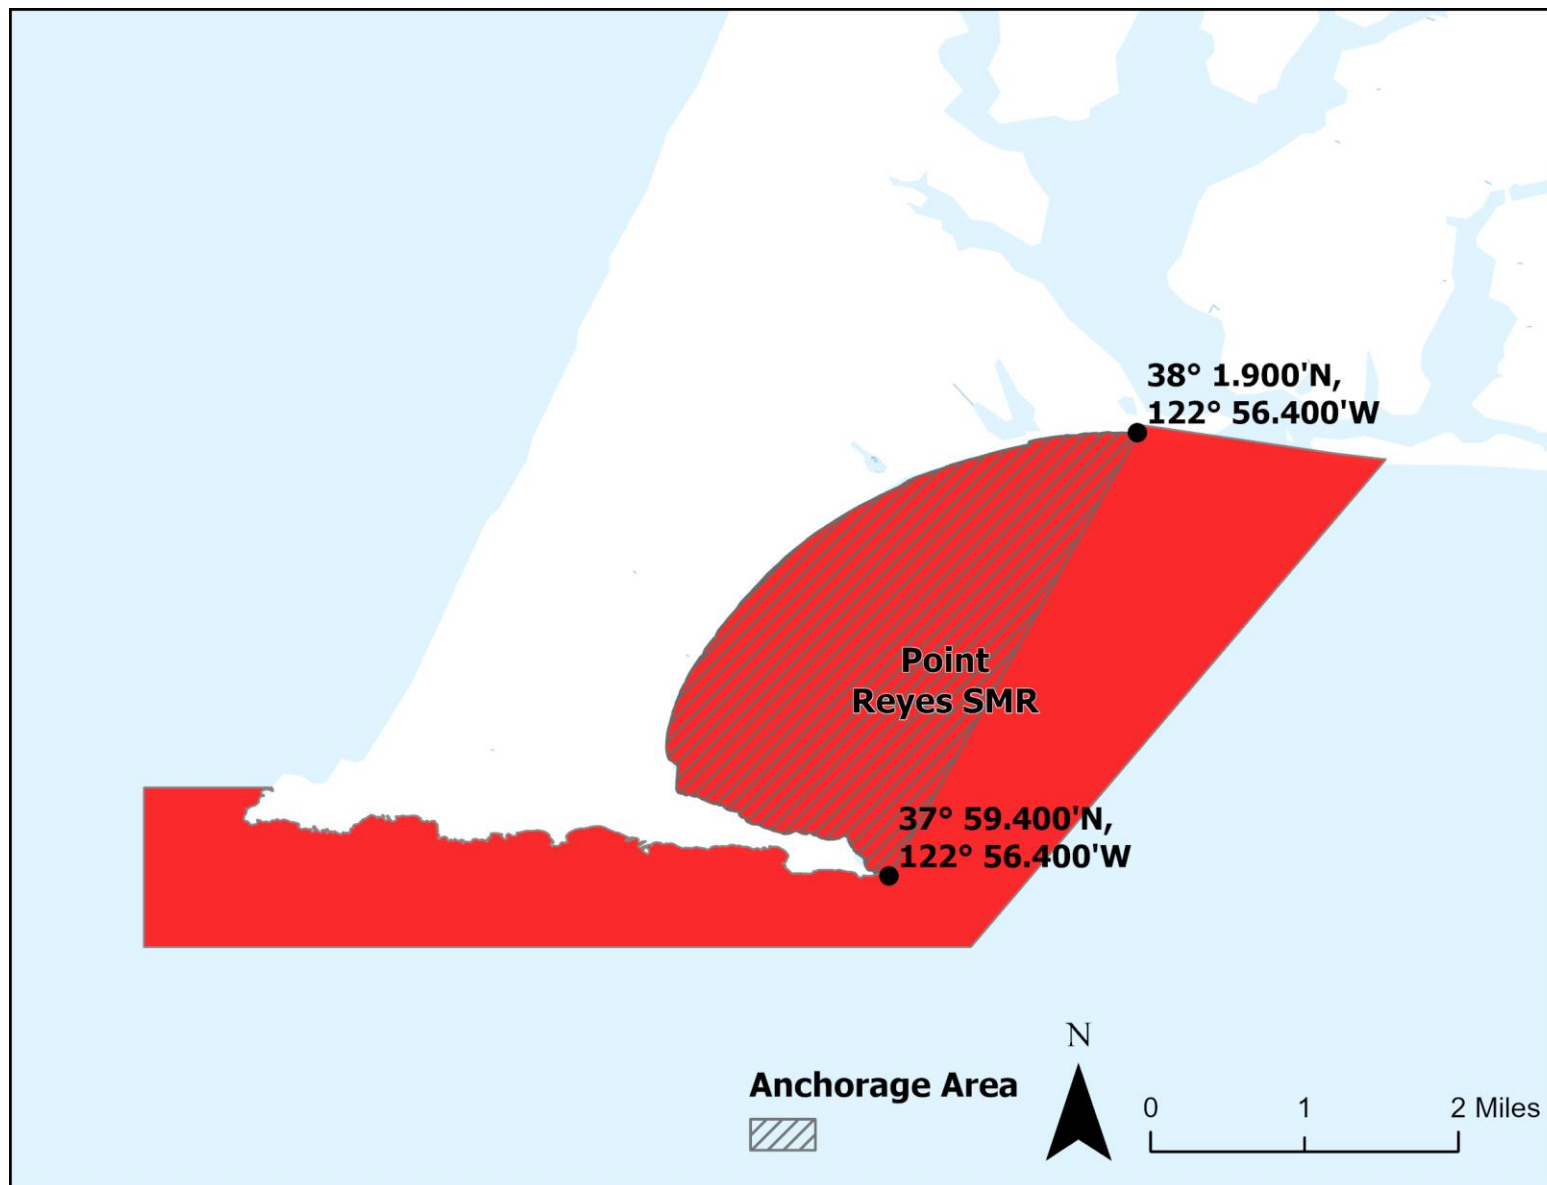 38° 1.900'N,
122° 56.400'W
Point
Reyes SMR
37° 59.400'N,
122° 56.400'W
N
Anchorage Area
0 1 2 Miles